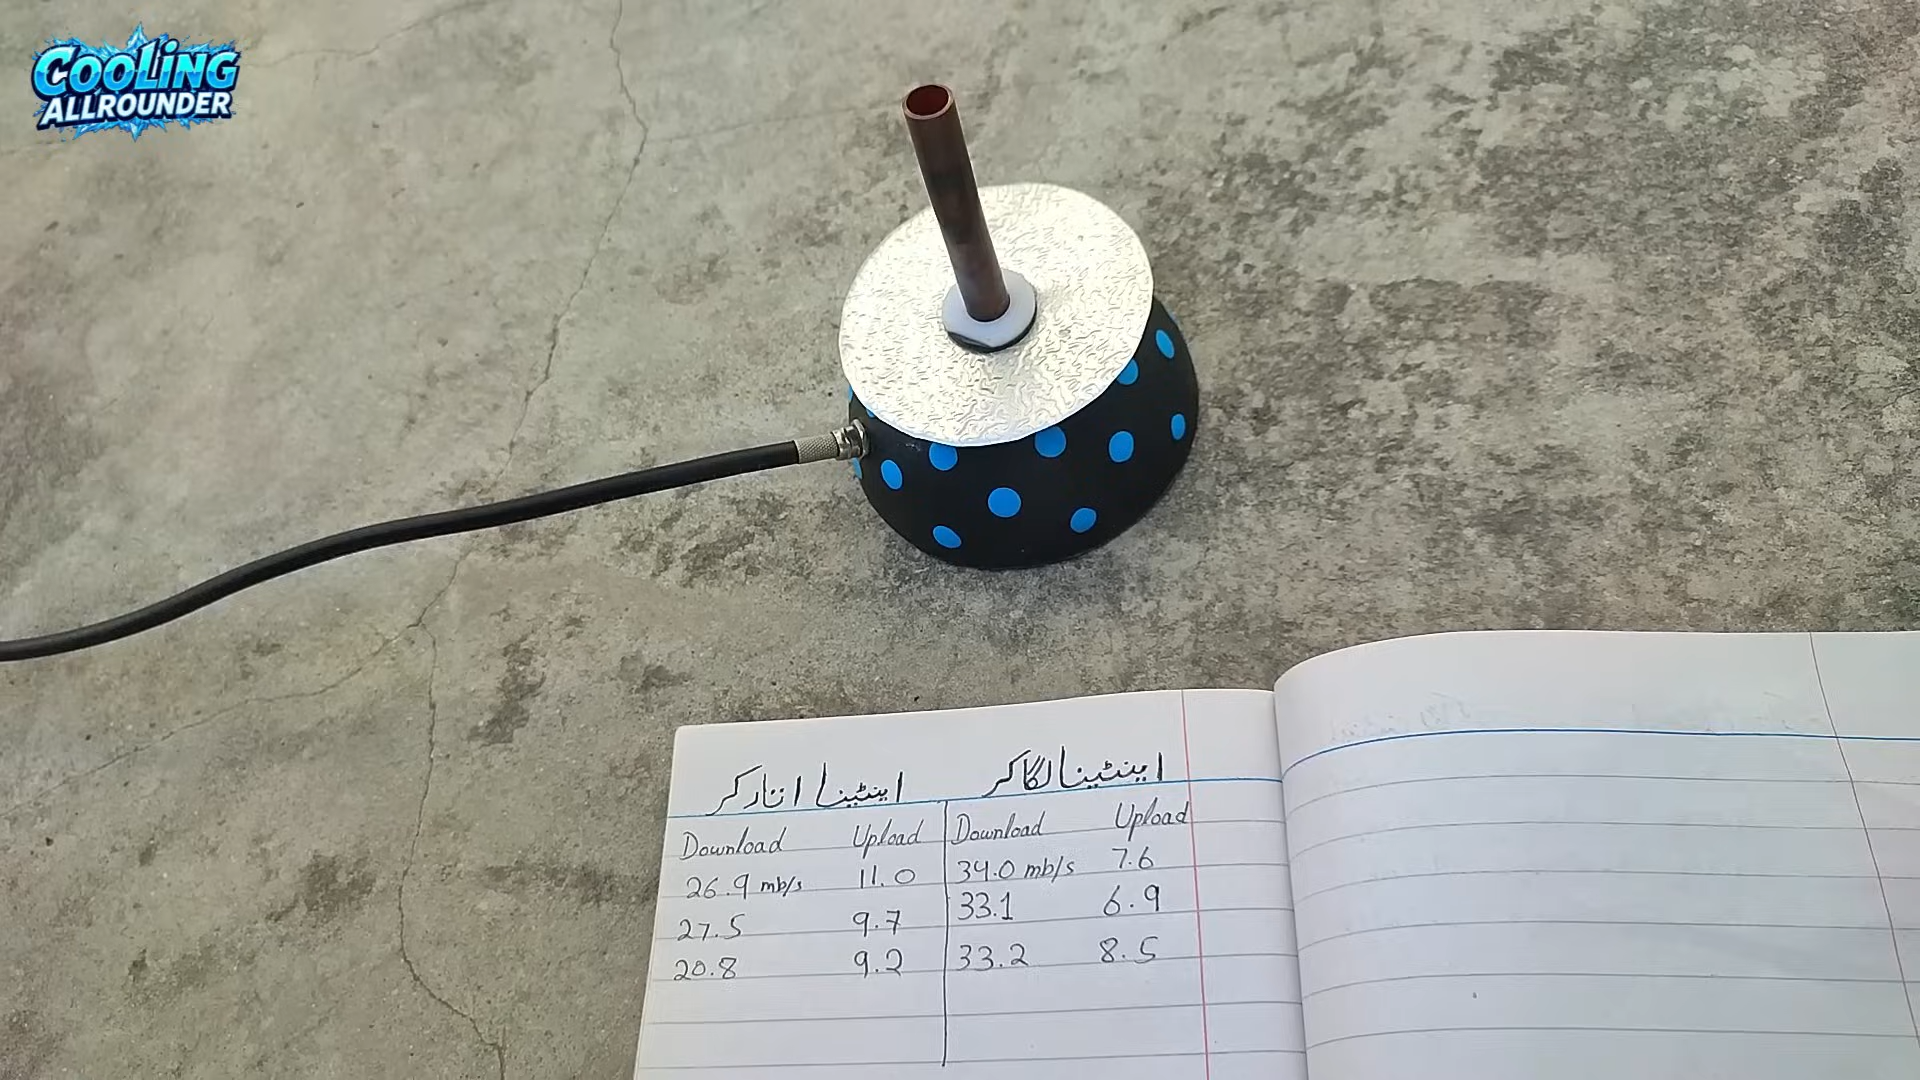 COOLING
ALLROUNDER
اینٹینا اتار کر اینٹینا لگا کر
Download Upload Download Upload
26.9 mb/s 11.0 34.0 mb/s 7.6
27.5 9.7 33.1 6.9
20.8 9.2 33.2 8.5